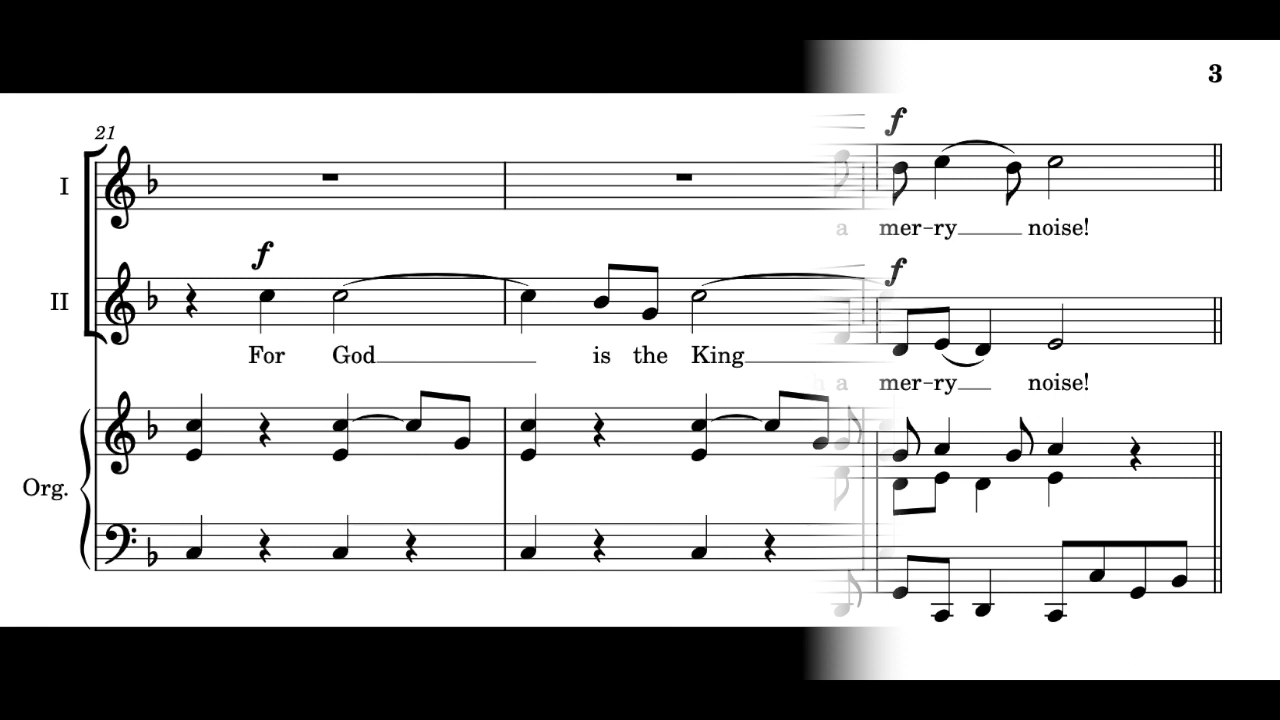 3
21
f
I
a mer-ry noise!
f
f
II
For God is the King
h a mer-ry noise!
Org.